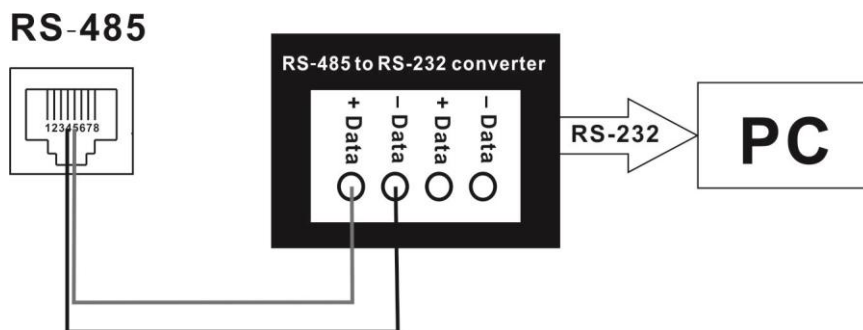 RS-485
12345678
RS-485 to RS-232 converter
+ Data
− Data
+ Data
− Data
RS-232
PC